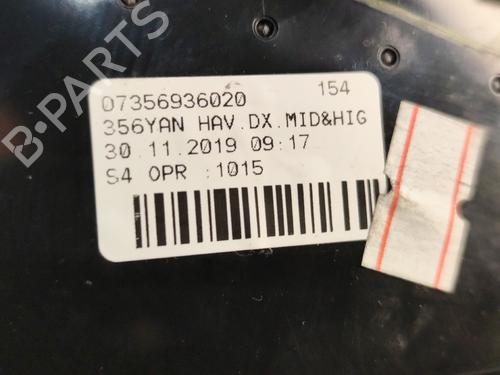 07356936020 154
356YAN HAV.DX.MID&HIG
30 11.2019 09:17
S4 OPR :1015
B-PARTS